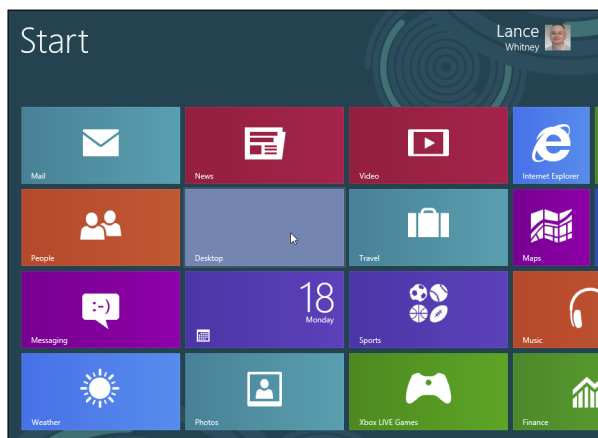 Start
Lance
Whitney
Mail
News
Video
Internet Explorer
People
Desktop
Travel
Maps
Messaging
:-)
18
Monday
Sports
Music
Weather
Photos
Xbox LIVE Games
Finance